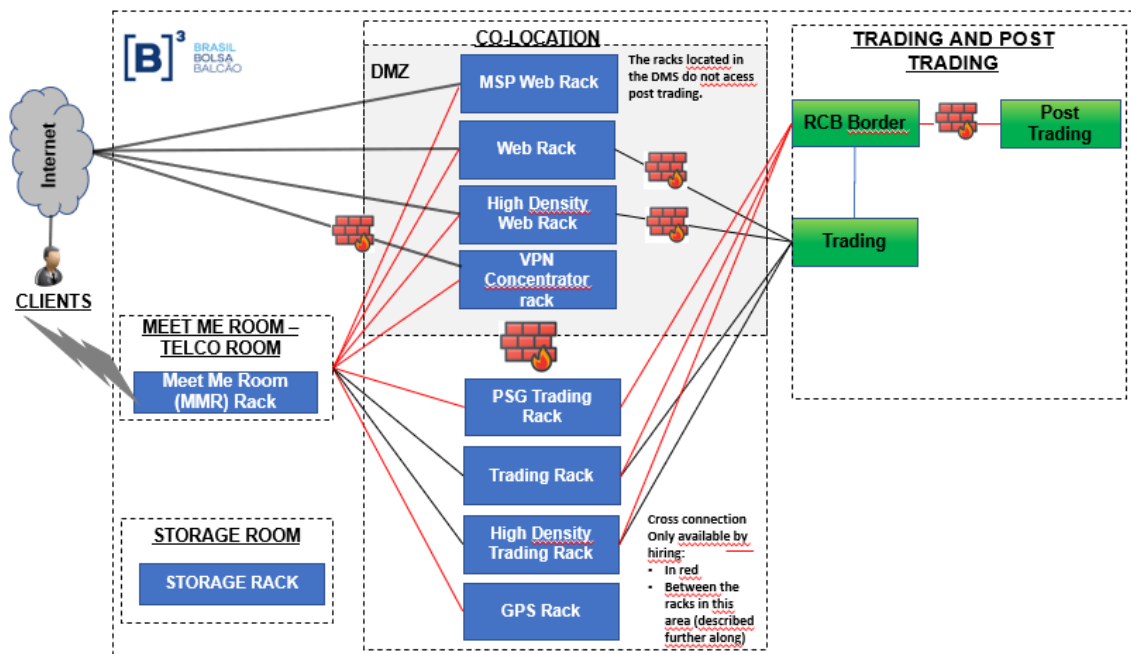 [B]³
BRASIL
BOLSA
BALCÃO
Internet
CLIENTS
MEET ME ROOM –
TELCO ROOM
Meet Me Room
(MMR) Rack
STORAGE ROOM
STORAGE RACK
CO-LOCATION
DMZ
The racks located in
the DMS do not acess
post trading.
MSP Web Rack
Web Rack
High Density
Web Rack
VPN
Concentrator
rack
PSG Trading
Rack
Trading Rack
High Density
Trading Rack
GPS Rack
Cross connection
Only available by
hiring:
• In red
• Between the
racks in this
area (described
further along)
TRADING AND POST
TRADING
RCB Border
Post
Trading
Trading